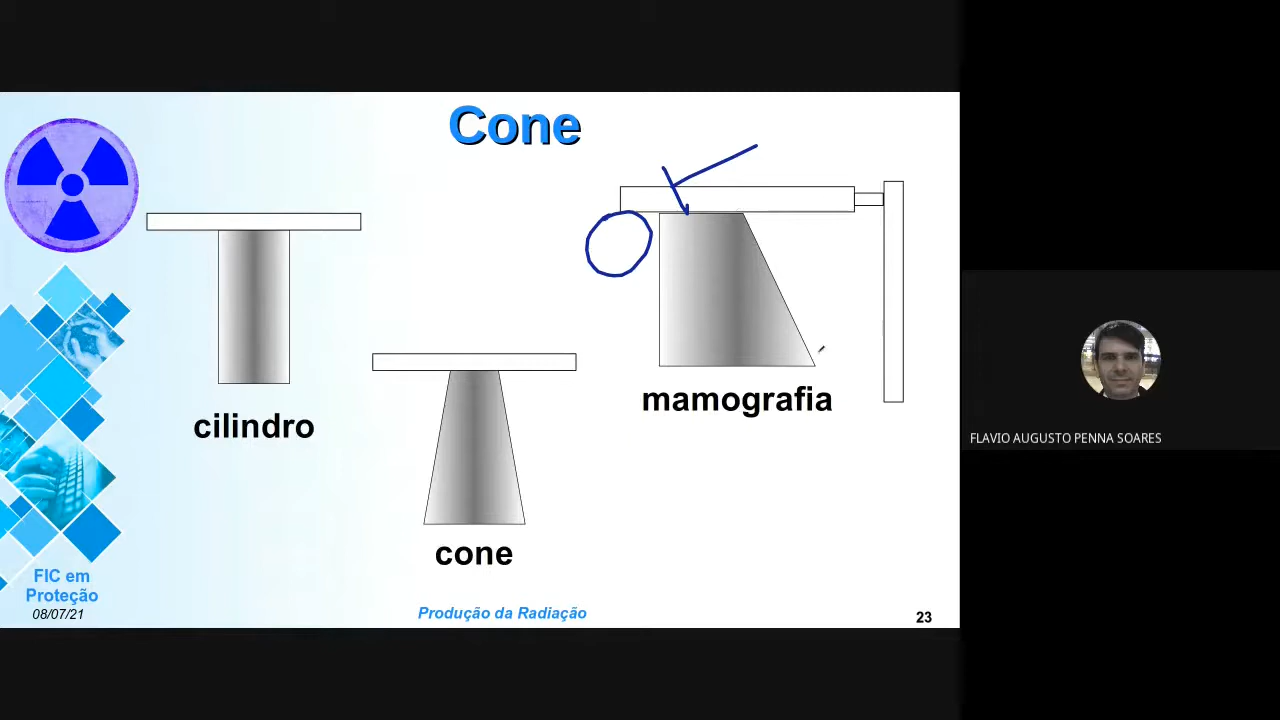 Cone
mamografia
cilindro
cone
FIC em
Proteção
08/07/21
Produção da Radiação
23
FLAVIO AUGUSTO PENNA SOARES